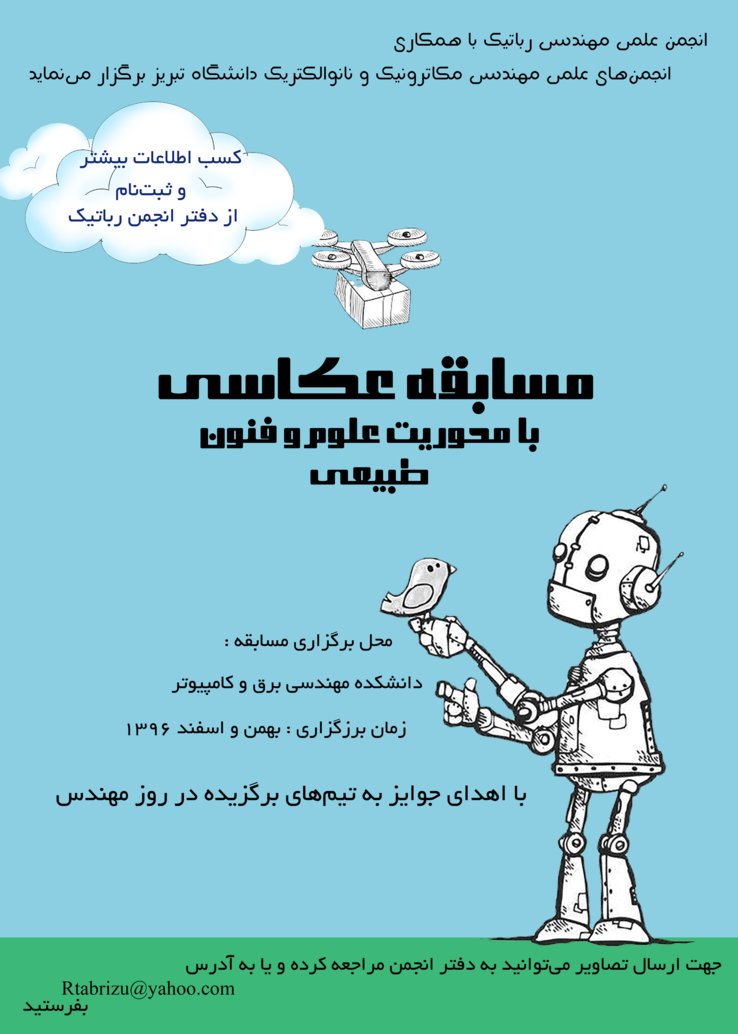 انجمن علمی مهندسی رباتیک با همکاری
انجمن‌های علمی مهندسی مکاترونیک و نانوالکتریک دانشگاه تبریز برگزار می‌نماید
کسب اطلاعات بیشتر
و ثبت‌نام
از دفتر انجمن رباتیک
مسابقه عکاسی
با محوریت علوم و فنون
طبیعی
محل برگزاری مسابقه :
دانشکده مهندسی برق و کامپیوتر
زمان برزگزاری : بهمن و اسفند ۱۳۹۶
با اهدای جوایز به تیم‌های برگزیده در روز مهندس
جهت ارسال تصاویر می‌توانید به دفتر انجمن مراجعه کرده و یا به آدرس
Rtabrizu@yahoo.com
بفرستید